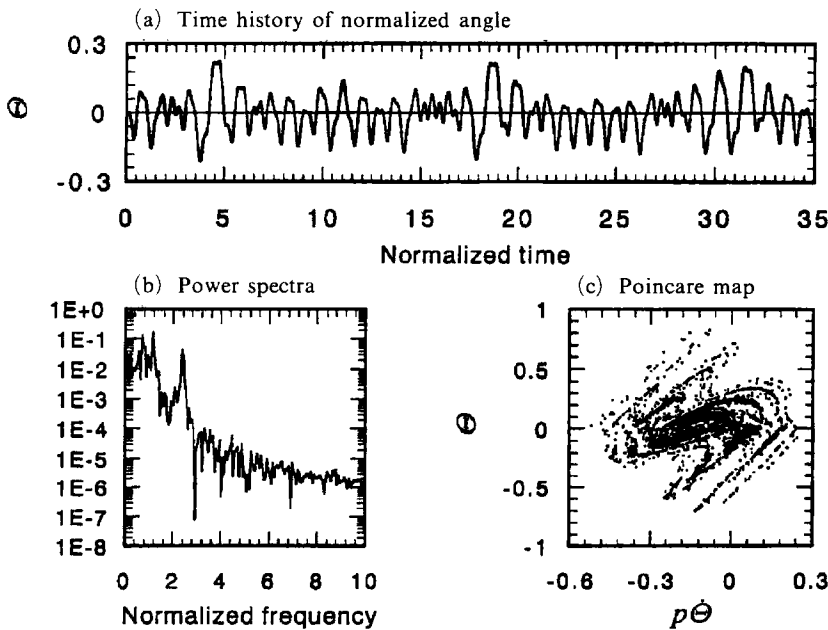 (a) Time history of normalized angle
0.3
Θ
0
-0.3
0 5 10 15 20 25 30 35
Normalized time
(b) Power spectra
1E+0
1E-1
1E-2
1E-3
1E-4
1E-5
1E-6
1E-7
1E-8
0 2 4 6 8 10
Normalized frequency
(c) Poincare map
1
0.5
Θ
0
-0.5
-1
-0.6 -0.3 0 0.3
pΘ̇